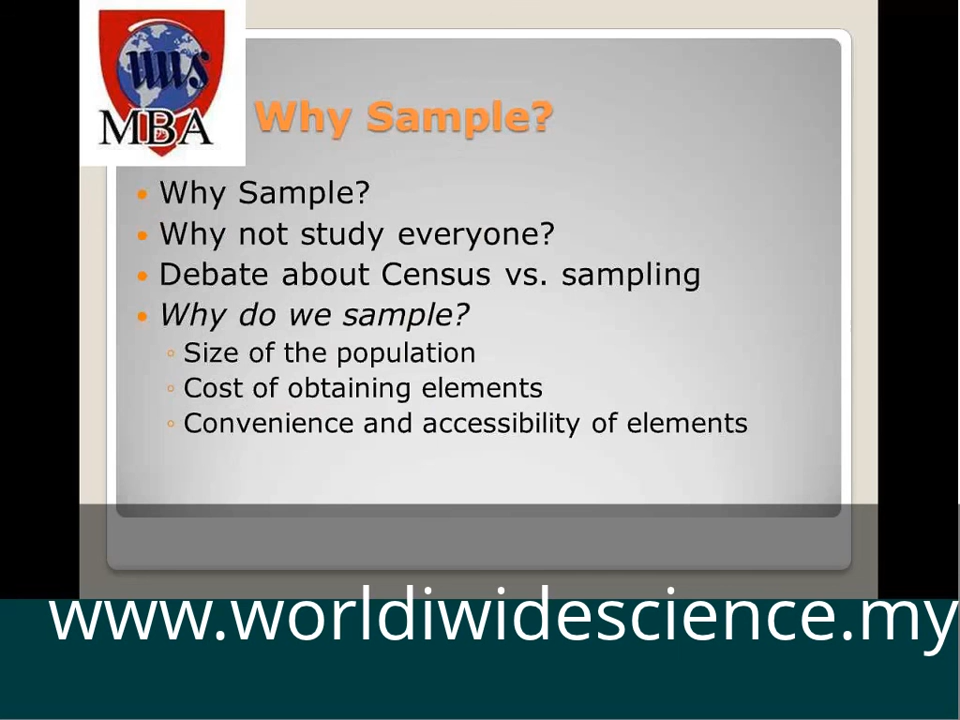 wws
MBA
Why Sample?
• Why Sample?
• Why not study everyone?
• Debate about Census vs. sampling
• Why do we sample?
◦ Size of the population
◦ Cost of obtaining elements
◦ Convenience and accessibility of elements
www.worldiwidescience.my